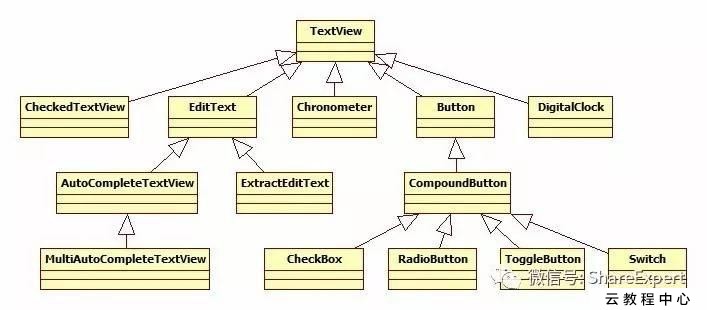 TextView
CheckedTextView
EditText
Chronometer
Button
DigitalClock
AutoCompleteTextView
ExtractEditText
CompoundButton
MultiAutoCompleteTextView
CheckBox
RadioButton
ToggleButton
Switch
微信号: ShareExpert
云教程中心